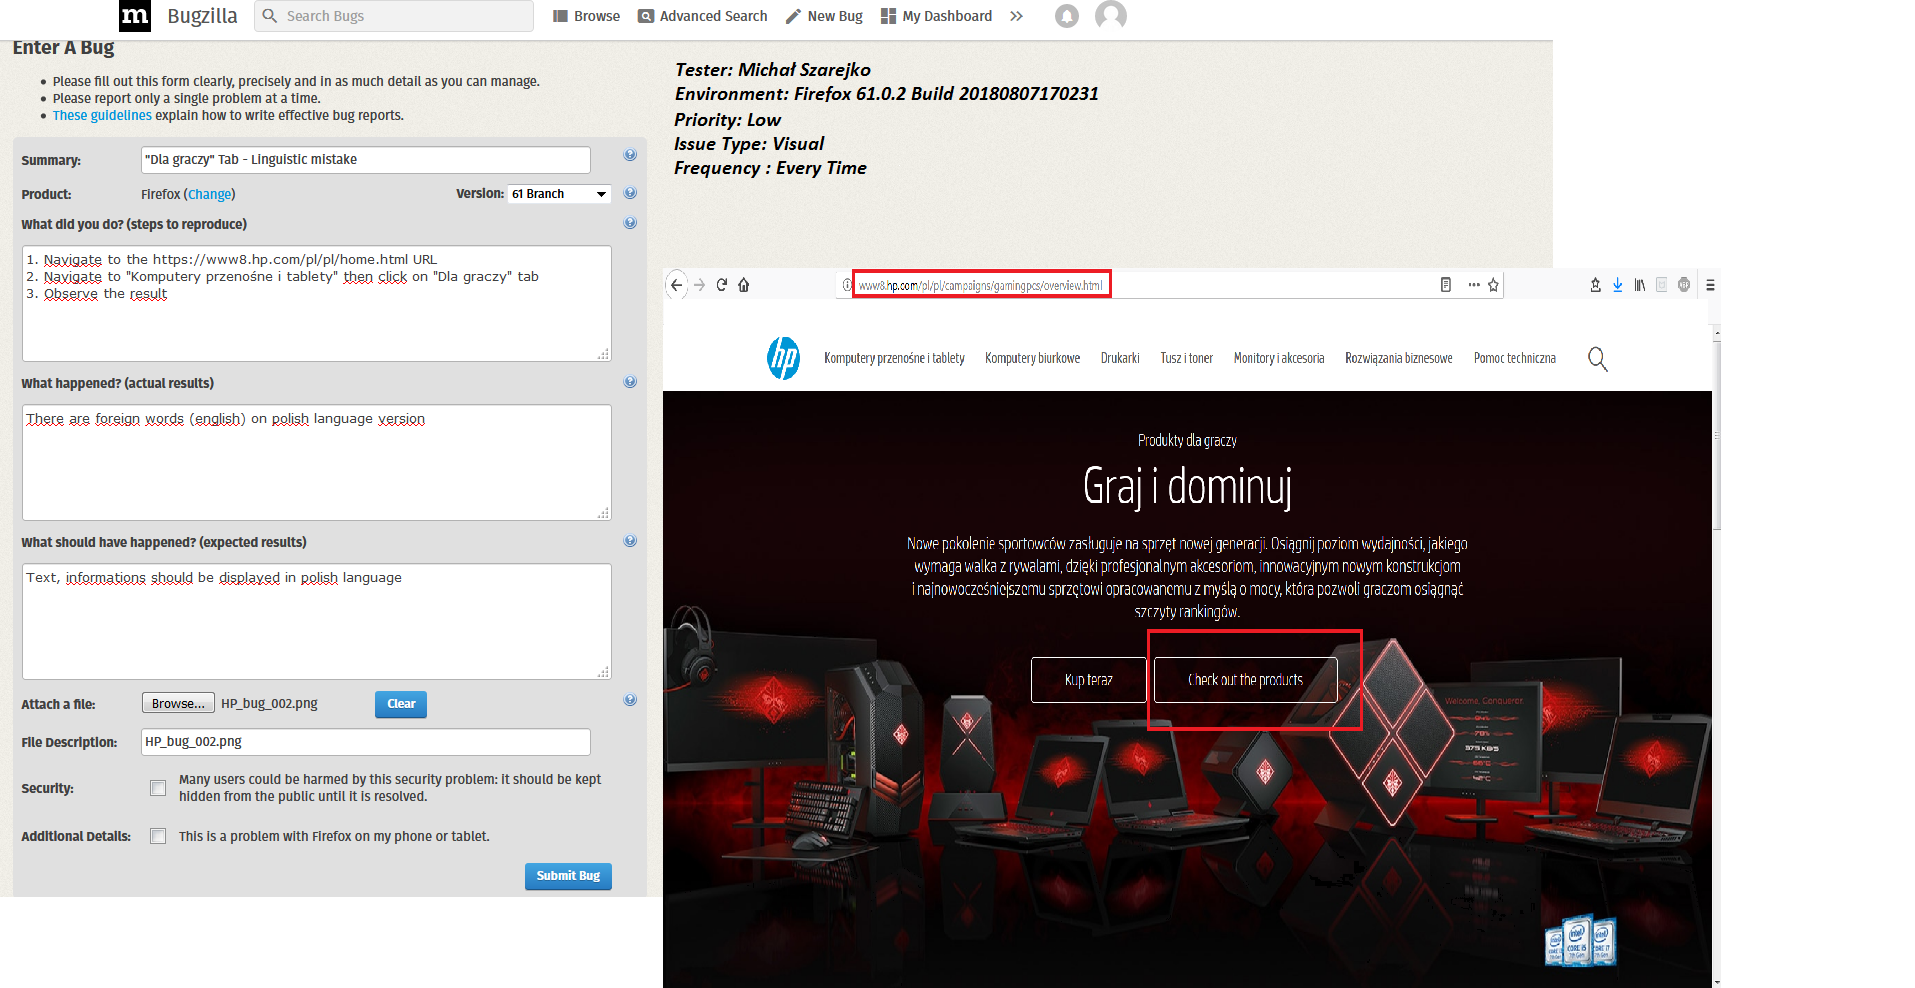 m Bugzilla Search Bugs Browse Advanced Search New Bug My Dashboard
Enter A Bug
Please fill out this form clearly, precisely and in as much detail as you can manage.
Please report only a single problem at a time.
These guidelines explain how to write effective bug reports.
Summary: "Dla graczy" Tab - Linguistic mistake
Product: Firefox (Change) Version: 61 Branch
What did you do? (steps to reproduce)
1. Navigate to the https://www8.hp.com/pl/pl/home.html URL
2. Navigate to "Komputery przenośne i tablety" then click on "Dla graczy" tab
3. Observe the result
What happened? (actual results)
There are foreign words (english) on polish language version
What should have happened? (expected results)
Text, informations should be displayed in polish language
Attach a file: Browse... HP_bug_002.png Clear
File Description: HP_bug_002.png
Security: Many users could be harmed by this security problem: it should be kept
hidden from the public until it is resolved.
Additional Details: This is a problem with Firefox on my phone or tablet.
Submit Bug
Tester: Michał Szarejko
Environment: Firefox 61.0.2 Build 20180807170231
Priority: Low
Issue Type: Visual
Frequency : Every Time
www8.hp.com/pl/pl/campaigns/gamingpcs/overview.html
hp Komputery przenośne i tablety Komputery biurkowe Drukarki Tusz i toner Monitory i akcesoria Rozwiązania biznesowe Pomoc techniczna
Produkty dla graczy
Graj i dominuj
Nowe pokolenie sportowców zasługuje na sprzęt nowej generacji. Osiągnij poziom wydajności, jakiego
wymaga walka z rywalami, dzięki profesjonalnym akcesoriom, innowacyjnym nowym konstrukcjom
i najnowocześniejszemu sprzętowi opracowanemu z myślą o mocy, która pozwoli graczom osiągnąć
szczyty rankingów.
Kup teraz Check out the products
Welcome, Conquerer.